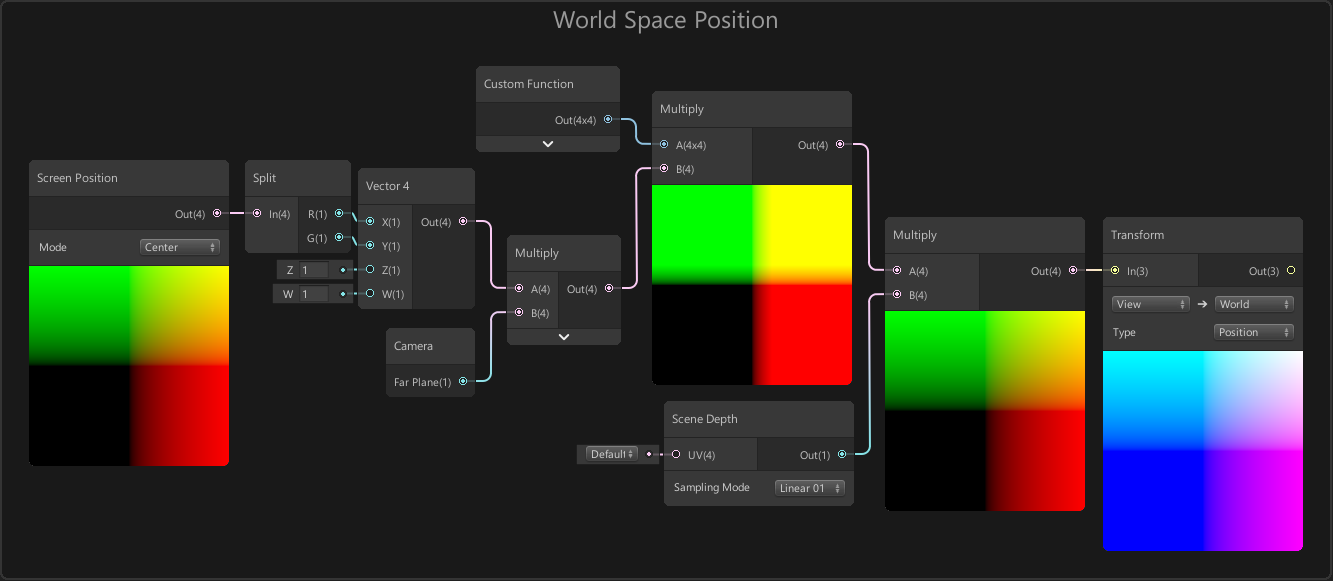 World Space Position
Screen Position
Out(4)
Mode
Center
Split
In(4)
R(1)
G(1)
Z 1
W 1
Vector 4
X(1)
Out(4)
Y(1)
Z(1)
W(1)
Camera
Far Plane(1)
Custom Function
Out(4x4)
Multiply
A(4)
Out(4)
B(4)
Multiply
A(4x4)
Out(4)
B(4)
Scene Depth
Default
UV(4)
Out(1)
Sampling Mode
Linear 01
Multiply
A(4)
Out(4)
B(4)
Transform
In(3)
Out(3)
View → World
Type
Position